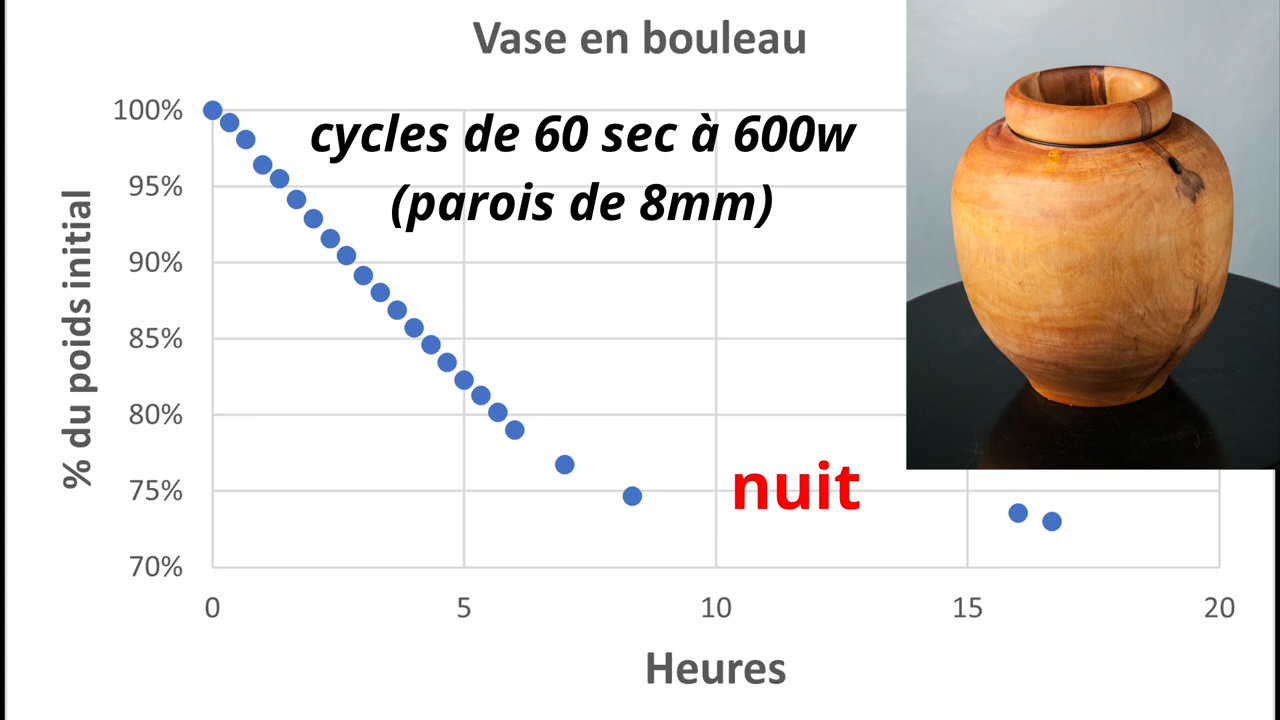 Vase en bouleau
cycles de 60 sec à 600w
(parois de 8mm)
% du poids initial
100%
95%
90%
85%
80%
75%
70%
nuit
0
5
10
15
20
Heures